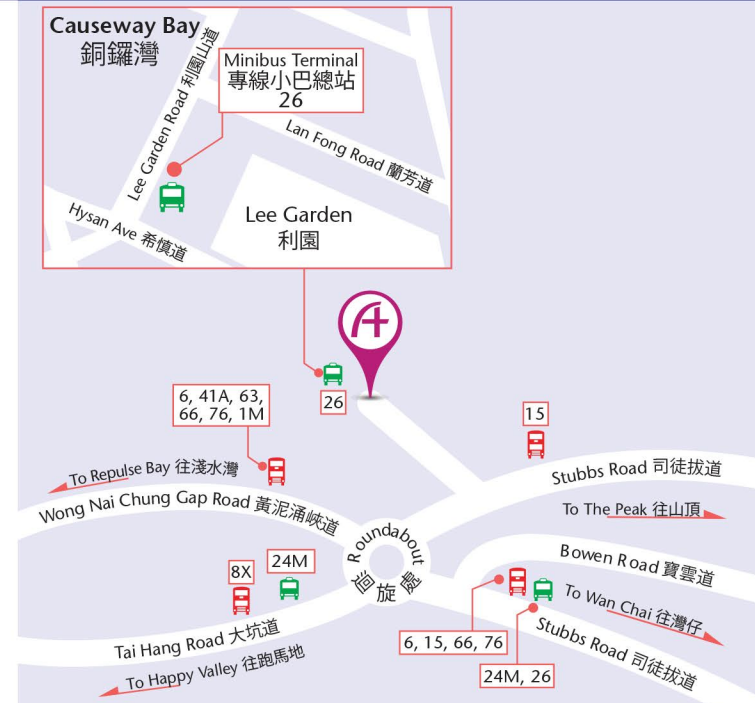 Causeway Bay
銅鑼灣
Minibus Terminal
專線小巴總站
26
Lee Garden Road 利園山道
Lan Fong Road 蘭芳道
Hysan Ave 希慎道
Lee Garden
利園
26
6, 41A, 63,
66, 76, 1M
15
To Repulse Bay 往淺水灣
Wong Nai Chung Gap Road 黃泥涌峽道
Stubbs Road 司徒拔道
To The Peak 往山頂
Roundabout
迴旋處
Bowen Road 寶雲道
8X
24M
To Wan Chai 往灣仔
Tai Hang Road 大坑道
To Happy Valley 往跑馬地
6, 15, 66, 76
24M, 26
Stubbs Road 司徒拔道